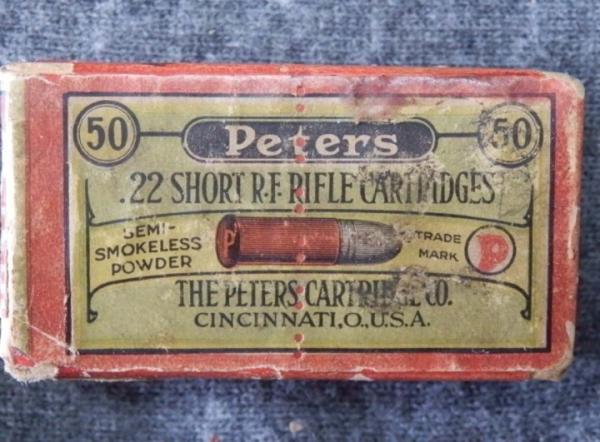 50 Peters 50
.22 SHORT R.F. RIFLE CARTRIDGES
SEMI-
SMOKELESS
POWDER
P
TRADE
MARK
P
THE PETERS CARTRIDGE CO.
CINCINNATI,O.,U.S.A.